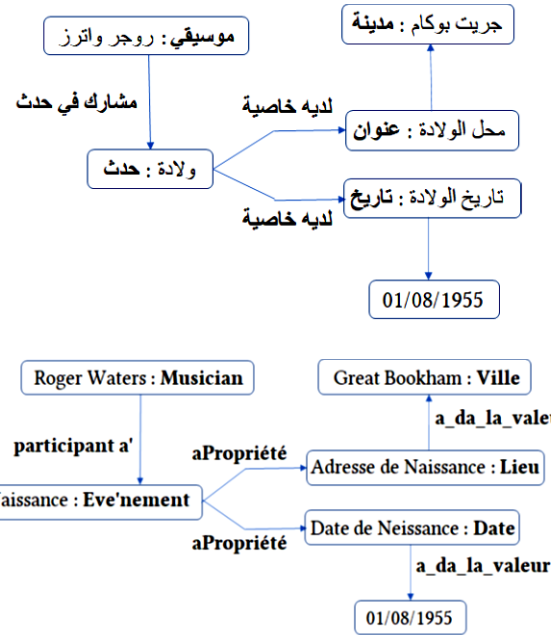 موسيقي : روجر واترز
جريت بوكام : مدينة
مشارك في حدث
لديه خاصية
محل الولادة : عنوان
ولادة : حدث
تاريخ الولادة : تاريخ
لديه خاصية
01/08/1955
Roger Waters : Musician
Great Bookham : Ville
a_da_la_valeu
participant a'
aPropriété
Adresse de Naissance : Lieu
aissance : Eve'nement
Date de Neissance : Date
aPropriété
a_da_la_valeur
01/08/1955